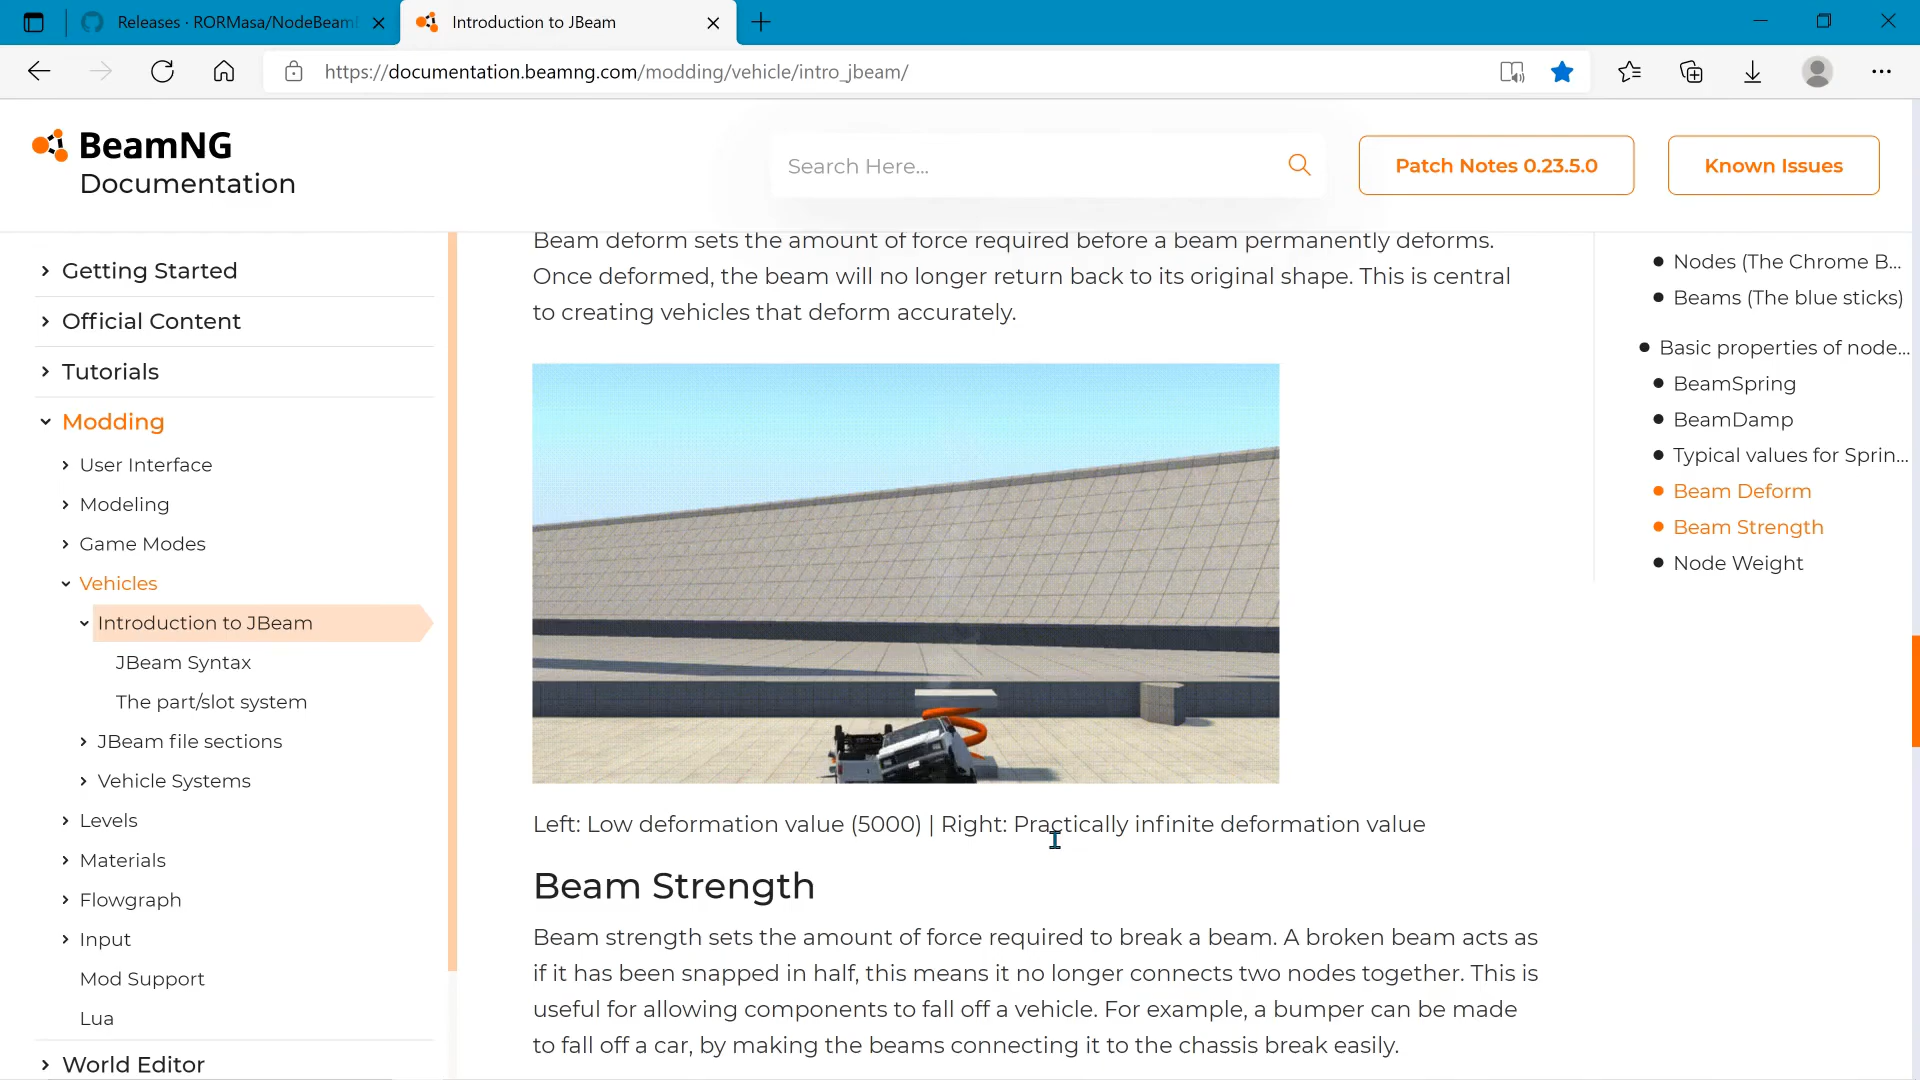 Releases · RORMasa/NodeBeamE
Introduction to JBeam
https://documentation.beamng.com/modding/vehicle/intro_jbeam/
BeamNG
Documentation
Search Here...
Patch Notes 0.23.5.0
Known Issues
Getting Started
Official Content
Tutorials
Modding
User Interface
Modeling
Game Modes
Vehicles
Introduction to JBeam
JBeam Syntax
The part/slot system
JBeam file sections
Vehicle Systems
Levels
Materials
Flowgraph
Input
Mod Support
Lua
World Editor
Beam deform sets the amount of force required before a beam permanently deforms.
Once deformed, the beam will no longer return back to its original shape. This is central
to creating vehicles that deform accurately.
Left: Low deformation value (5000) | Right: Practically infinite deformation value
Beam Strength
Beam strength sets the amount of force required to break a beam. A broken beam acts as
if it has been snapped in half, this means it no longer connects two nodes together. This is
useful for allowing components to fall off a vehicle. For example, a bumper can be made
to fall off a car, by making the beams connecting it to the chassis break easily.
Nodes (The Chrome B...
Beams (The blue sticks)
Basic properties of node...
BeamSpring
BeamDamp
Typical values for Sprin...
Beam Deform
Beam Strength
Node Weight